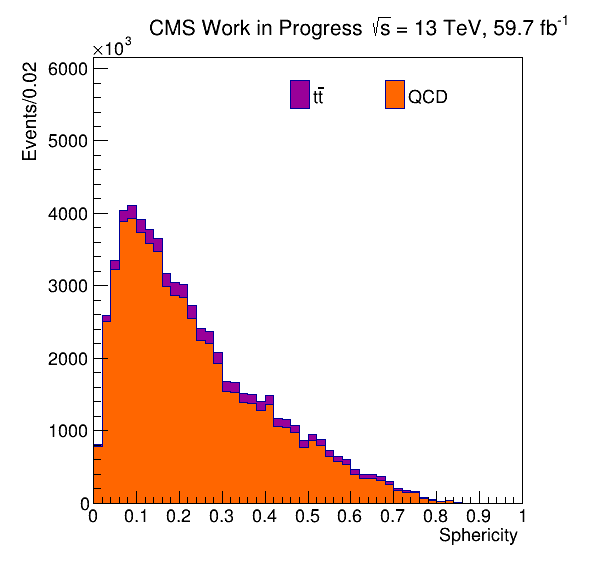 CMS Work in Progress √s = 13 TeV, 59.7 fb⁻¹
×10³
Events/0.02
6000
5000
4000
3000
2000
1000
0
tt̄
QCD
0 0.1 0.2 0.3 0.4 0.5 0.6 0.7 0.8 0.9 1
Sphericity